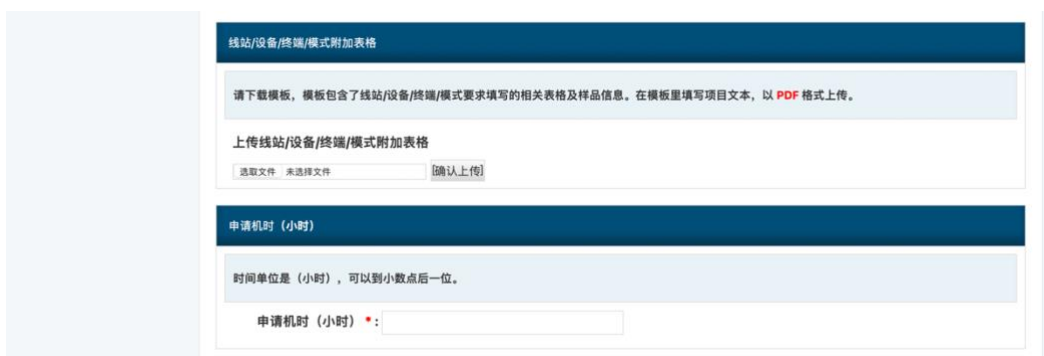 线站/设备/终端/模式附加表格
请下载模板，模板包含了线站/设备/终端/模式要求填写的相关表格及样品信息。在模板里填写项目文本，以 PDF 格式上传。
上传线站/设备/终端/模式附加表格
选取文件 未选择文件 [确认上传]
申请机时（小时）
时间单位是（小时），可以到小数点后一位。
申请机时（小时） *: